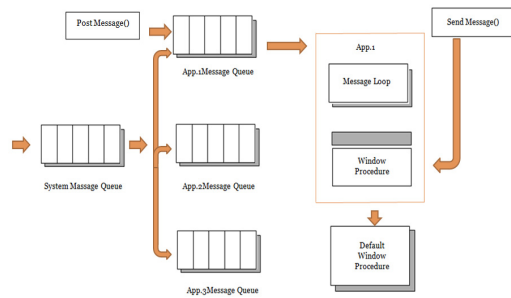 Post Message()
Send Message()
App.1
App.1Message Queue
Message Loop
System Massage Queue
App.2Message Queue
Window
Procedure
Default
Window
Procedure
App.3Message Queue